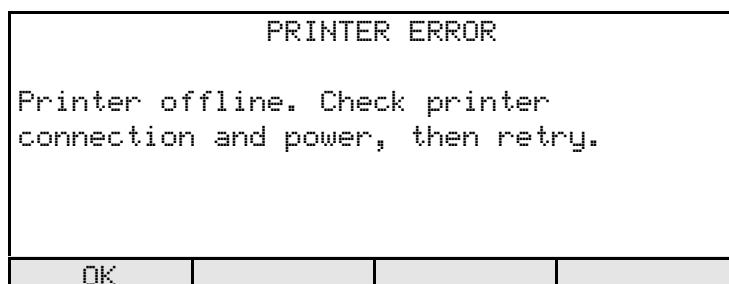 PRINTER ERROR
Printer offline. Check printer
connection and power, then retry.
OK